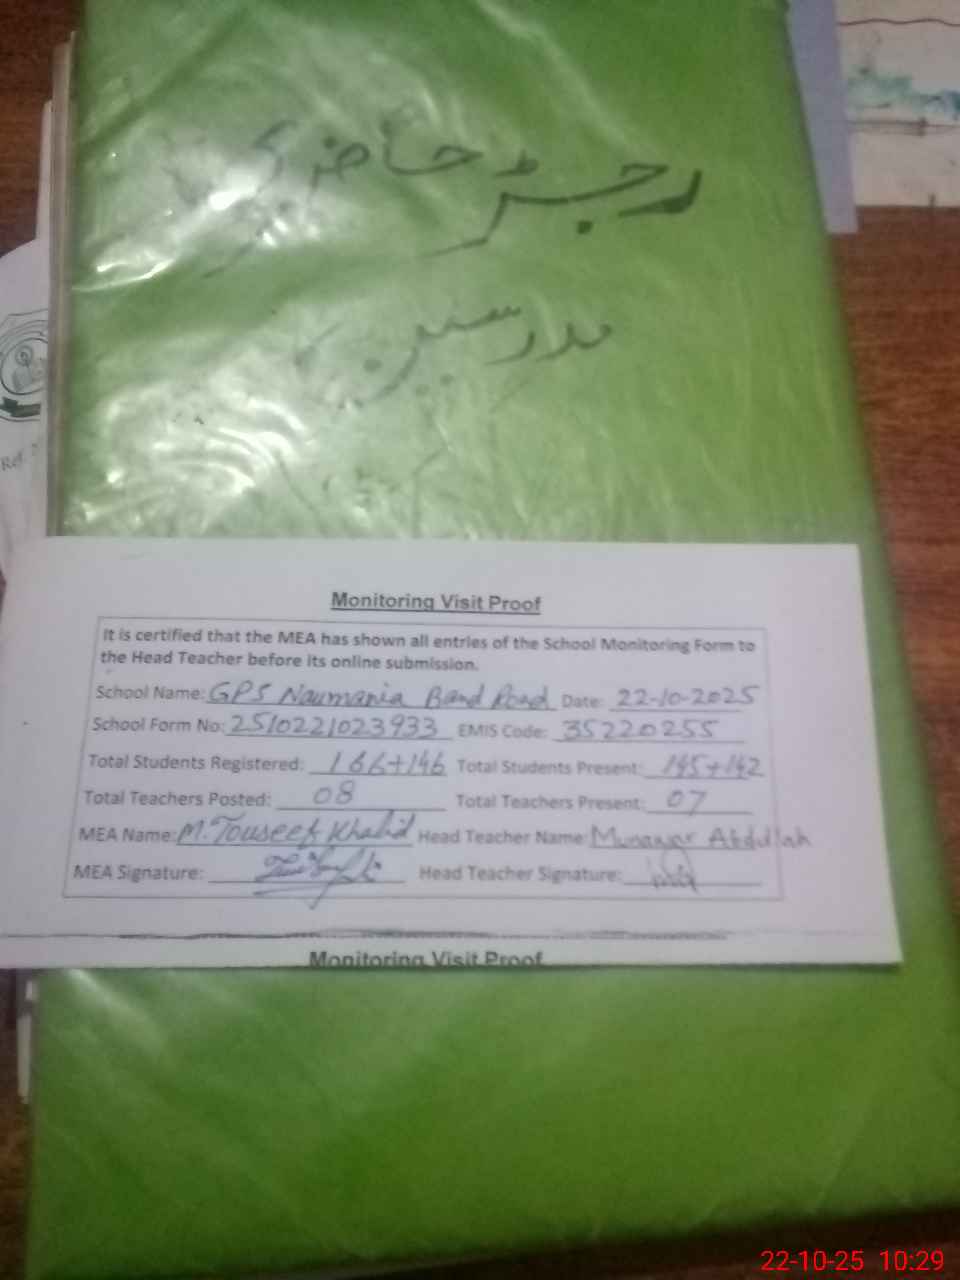 رجسٹر حاضری
مدرسین
Ref
Monitoring Visit Proof
It is certified that the MEA has shown all entries of the School Monitoring Form to
the Head Teacher before its online submission.
School Name: GPS Naumania Band Road Date: 22-10-2025
School Form No: 2510221023933 EMIS Code: 35220255
Total Students Registered: 166+146 Total Students Present: 145+142
Total Teachers Posted: 08 Total Teachers Present: 07
MEA Name: M. Touseef Khalid Head Teacher Name: Munawar Abdullah
MEA Signature: Head Teacher Signature:
Monitoring Visit Proof
22-10-25 10:29